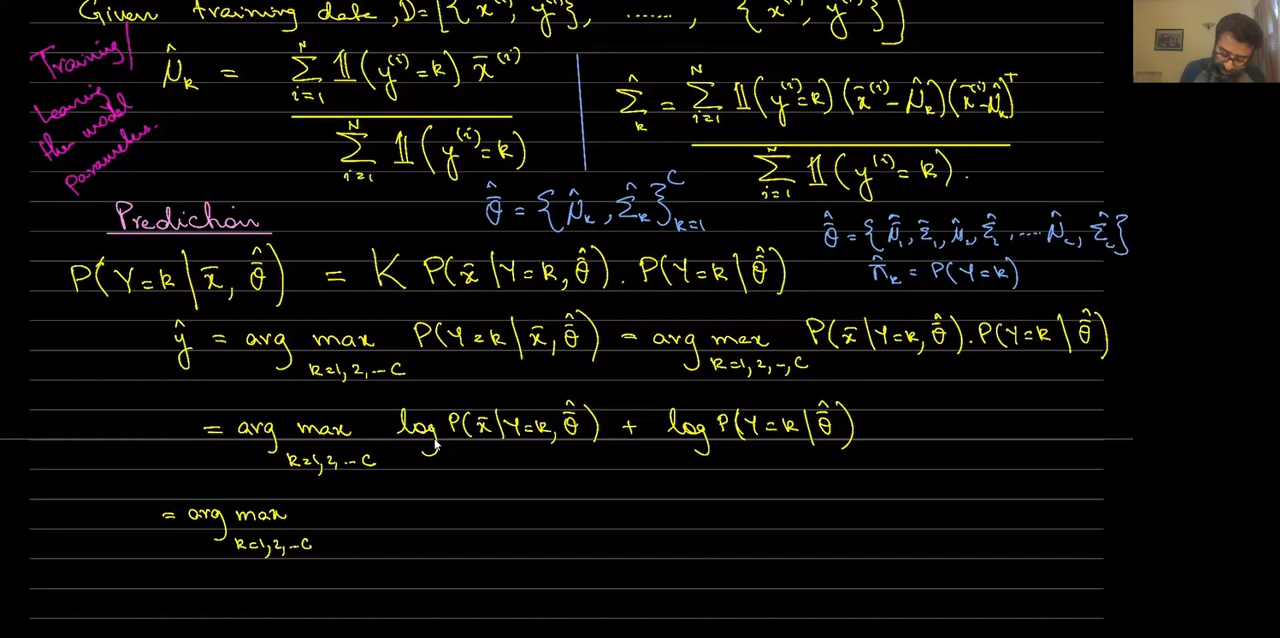 Given training data, D = [{x̄⁽¹⁾, y⁽¹⁾}, ......, {x̄⁽ᴺ⁾, y⁽ᴺ⁾}]
Training/
Learning
the model
parameters.
μ̂_k = Σ_{i=1}^{N} 𝟙(y^(i)=k) x̄^(i) / Σ_{i=1}^{N} 𝟙(y^(i)=k)
Σ̂_k = Σ_{i=1}^{N} 𝟙(y^(i)=k)(x̄^(i)-μ̂_k)(x̄^(i)-μ̂_k)^T / Σ_{i=1}^{N} 𝟙(y^(i)=k).
θ̄̂ = {μ̂_k, Σ̂_k}_{k=1}^{C}
θ̄̂ = {μ̂_1, Σ̂_1, μ̂_2, Σ̂_2, .... μ̂_C, Σ̂_C}
π̂_k = P(Y=k)
Prediction
P(Y=k | x̄, θ̄̂) = K P(x̄ | Y=k, θ̄̂) . P(Y=k | θ̄̂)
ŷ = arg max_{k=1,2,--C} P(Y=k | x̄, θ̄̂) = arg max_{k=1,2,-,C} P(x̄ | Y=k, θ̄̂) . P(Y=k | θ̄̂)
= arg max_{k=1,2,--C} log P(x̄ | Y=k, θ̄̂) + log P(Y=k | θ̄̂)
= arg max_{k=1,2,--C}